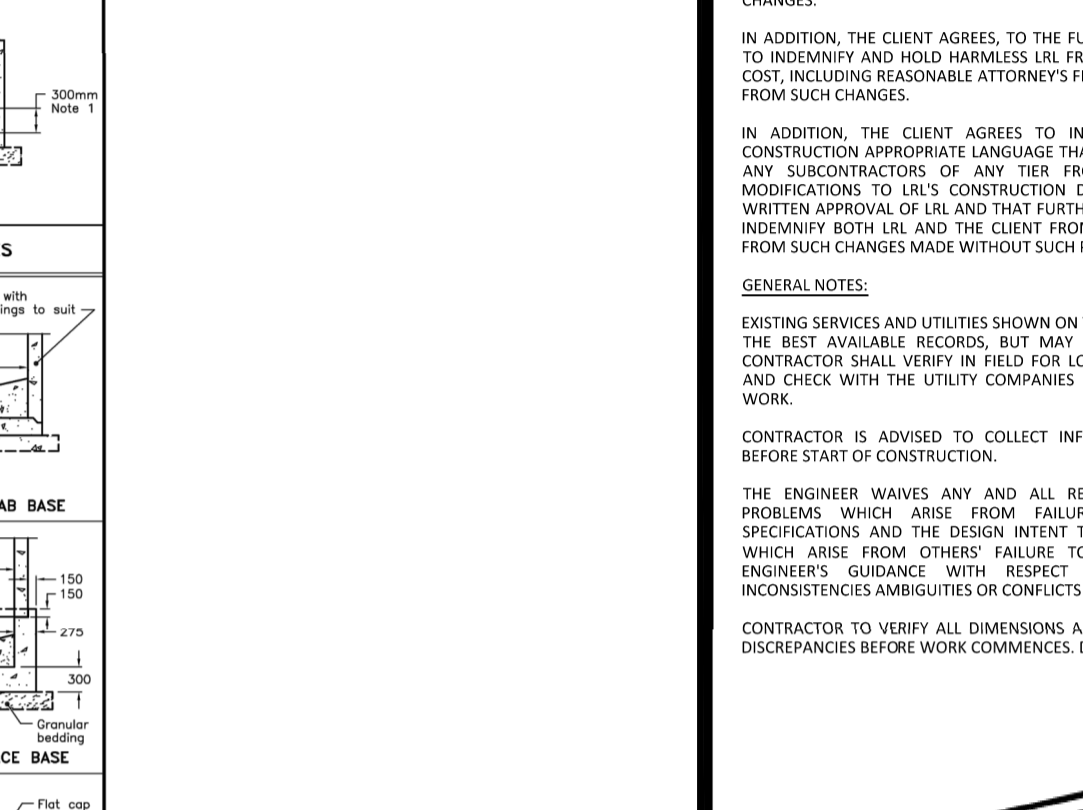 300mm
Note 1
S
with
ings to suit
AB BASE
150
150
275
300
Granular
bedding
CE BASE
Flat cap
CHANGES.
IN ADDITION, THE CLIENT AGREES, TO THE FU
TO INDEMNIFY AND HOLD HARMLESS LRL FR
COST, INCLUDING REASONABLE ATTORNEY'S F
FROM SUCH CHANGES.
IN ADDITION, THE CLIENT AGREES TO IN
CONSTRUCTION APPROPRIATE LANGUAGE THA
ANY SUBCONTRACTORS OF ANY TIER FR
MODIFICATIONS TO LRL'S CONSTRUCTION D
WRITTEN APPROVAL OF LRL AND THAT FURTH
INDEMNIFY BOTH LRL AND THE CLIENT FROM
FROM SUCH CHANGES MADE WITHOUT SUCH
GENERAL NOTES:
EXISTING SERVICES AND UTILITIES SHOWN ON
THE BEST AVAILABLE RECORDS, BUT MAY
CONTRACTOR SHALL VERIFY IN FIELD FOR LO
AND CHECK WITH THE UTILITY COMPANIES
WORK.
CONTRACTOR IS ADVISED TO COLLECT INF
BEFORE START OF CONSTRUCTION.
THE ENGINEER WAIVES ANY AND ALL RE
PROBLEMS WHICH ARISE FROM FAILUR
SPECIFICATIONS AND THE DESIGN INTENT T
WHICH ARISE FROM OTHERS' FAILURE TO
ENGINEER'S GUIDANCE WITH RESPECT
INCONSISTENCIES AMBIGUITIES OR CONFLICTS
CONTRACTOR TO VERIFY ALL DIMENSIONS A
DISCREPANCIES BEFORE WORK COMMENCES.